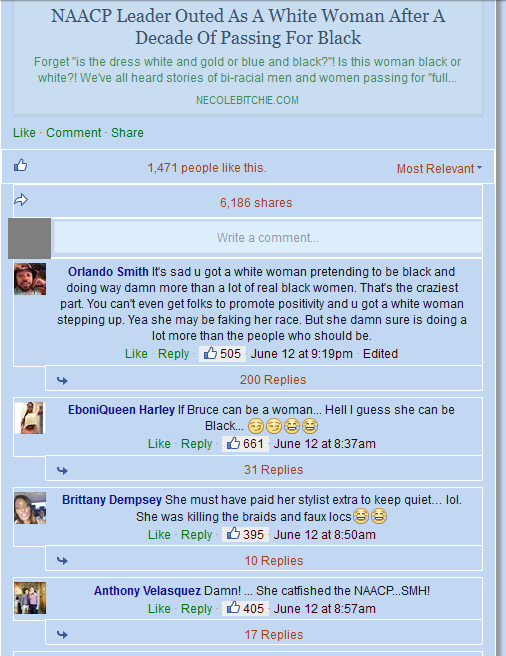 NAACP Leader Outed As A White Woman After A
Decade Of Passing For Black
Forget "is the dress white and gold or blue and black?"! Is this woman black or
white?! We've all heard stories of bi-racial men and women passing for "full...
NECOLEBITCHIE.COM
Like · Comment · Share
1,471 people like this.
Most Relevant
6,186 shares
Write a comment...
Orlando Smith It's sad u got a white woman pretending to be black and
doing way damn more than a lot of real black women. That's the craziest
part. You can't even get folks to promote positivity and u got a white woman
stepping up. Yea she may be faking her race. But she damn sure is doing a
lot more than the people who should be.
Like · Reply · 505 · June 12 at 9:19pm · Edited
200 Replies
EboniQueen Harley If Bruce can be a woman... Hell I guess she can be
Black... 😏😏😂😂
Like · Reply · 661 · June 12 at 8:37am
31 Replies
Brittany Dempsey She must have paid her stylist extra to keep quiet... lol.
She was killing the braids and faux locs😂😂
Like · Reply · 395 · June 12 at 8:50am
10 Replies
Anthony Velasquez Damn! ... She catfished the NAACP...SMH!
Like · Reply · 405 · June 12 at 8:57am
17 Replies